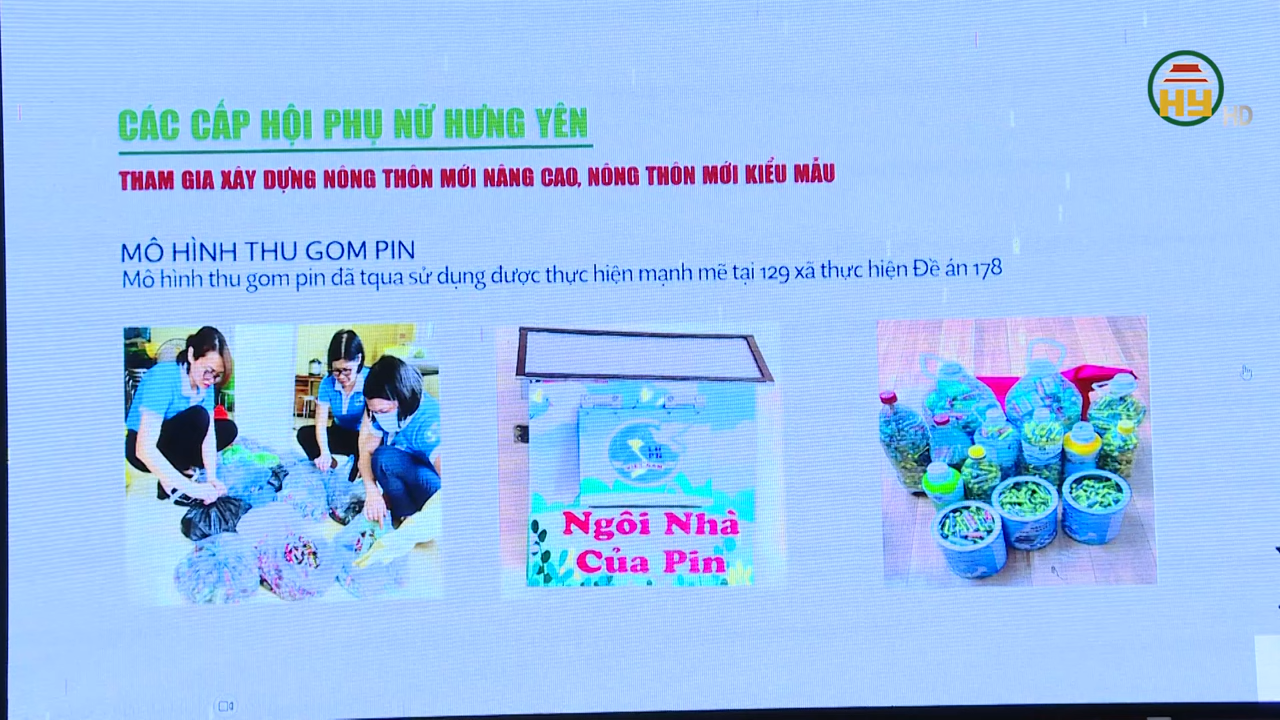 CÁC CẤP HỘI PHỤ NỮ HƯNG YÊN
HY
HD
THAM GIA XÂY DỰNG NÔNG THÔN MỚI NÂNG CAO, NÔNG THÔN MỚI KIỂU MẪU
MÔ HÌNH THU GOM PIN
Mô hình thu gom pin đã tqua sử dụng dược thực hiện mạnh mẽ tại 129 xã thực hiện Đề án 178
VIỆT NAM
Ngôi Nhà
Của Pin